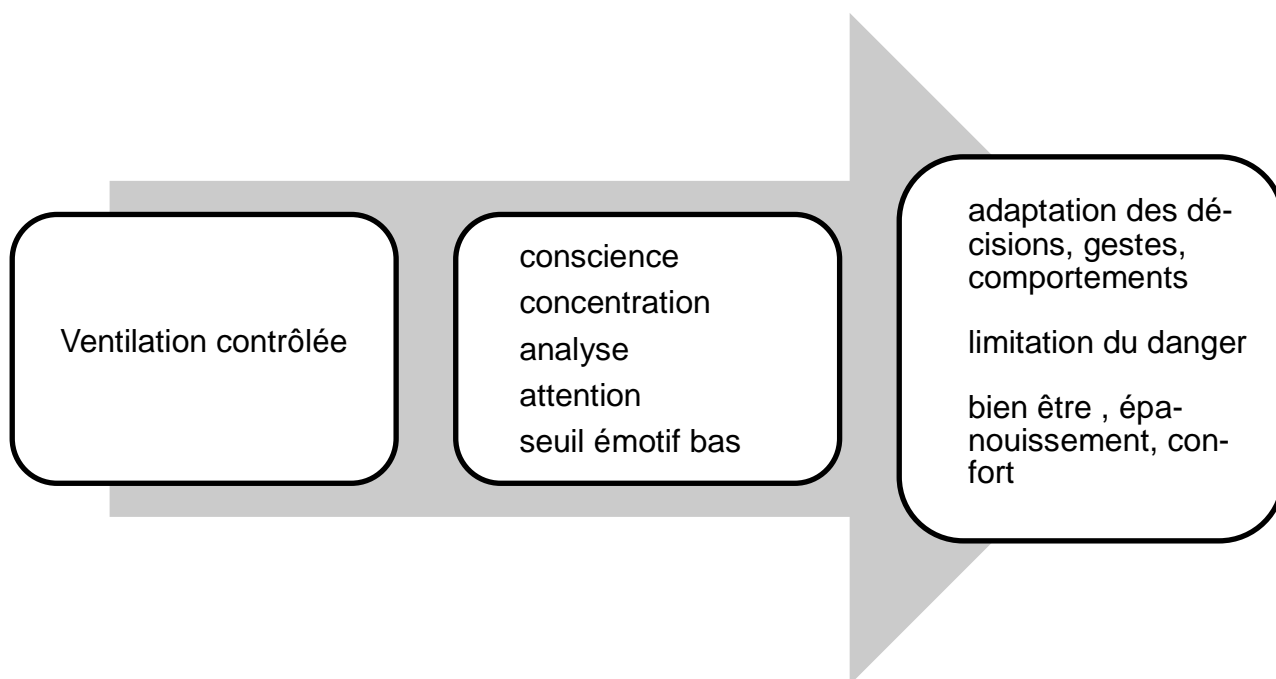 Ventilation contrôlée
conscience
concentration
analyse
attention
seuil émotif bas
adaptation des dé-
cisions, gestes,
comportements
limitation du danger
bien être , épa-
nouissement, con-
fort